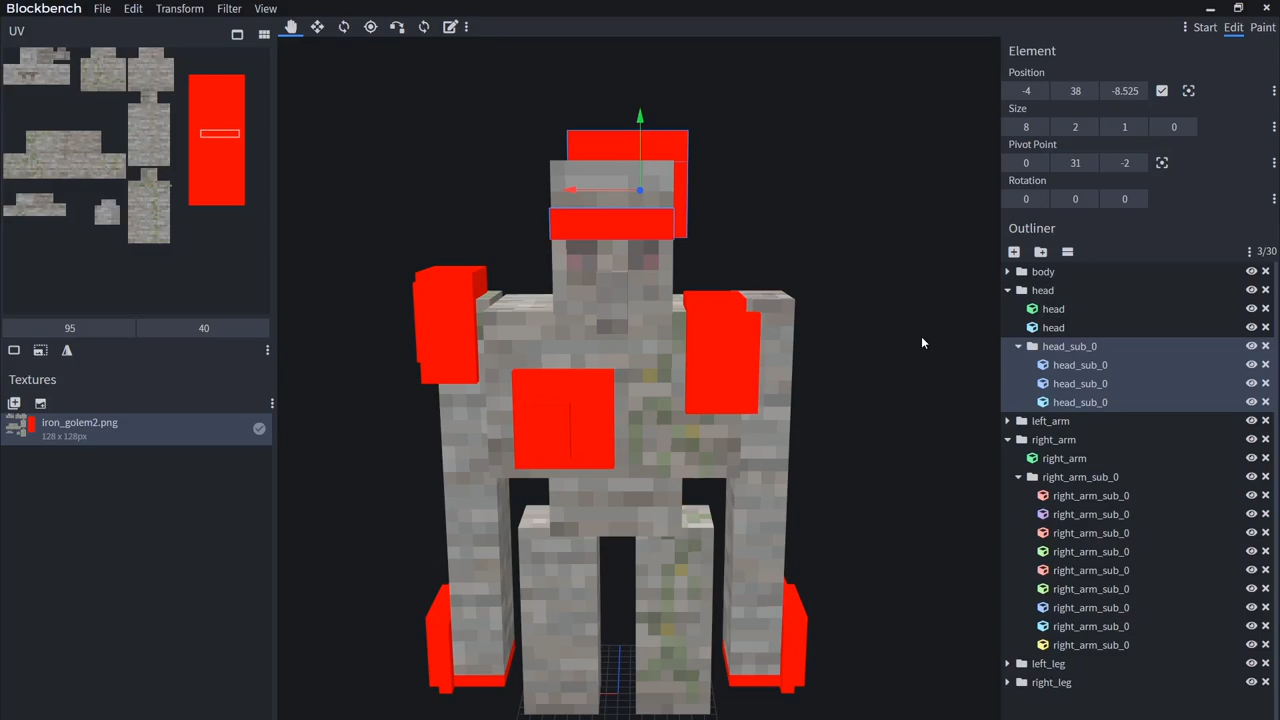 Blockbench File Edit Transform Filter View
Start Edit Paint
UV
95 40
Textures
iron_golem2.png
128 x 128px
Element
Position
-4 38 -8.525
Size
8 2 1 0
Pivot Point
0 31 -2
Rotation
0 0 0
Outliner
3/30
body
head
head
head
head_sub_0
head_sub_0
head_sub_0
head_sub_0
left_arm
right_arm
right_arm
right_arm_sub_0
right_arm_sub_0
right_arm_sub_0
right_arm_sub_0
right_arm_sub_0
right_arm_sub_0
right_arm_sub_0
right_arm_sub_0
right_arm_sub_0
right_arm_sub_0
left_leg
right_leg